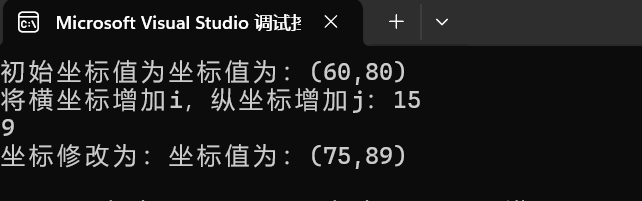 Microsoft Visual Studio 调试
初始坐标值为坐标值为：(60,80)
将横坐标增加i，纵坐标增加j：15
9
坐标修改为：坐标值为：(75,89)